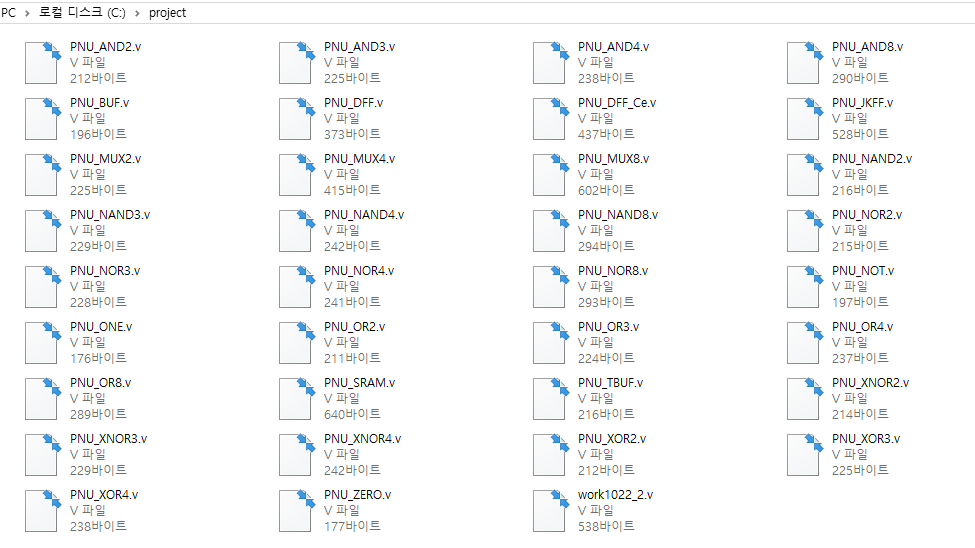 PC > 로컬 디스크 (C:) > project
PNU_AND2.v
V 파일
212바이트
PNU_AND3.v
V 파일
225바이트
PNU_AND4.v
V 파일
238바이트
PNU_AND8.v
V 파일
290바이트
PNU_BUF.v
V 파일
196바이트
PNU_DFF.v
V 파일
373바이트
PNU_DFF_Ce.v
V 파일
437바이트
PNU_JKFF.v
V 파일
528바이트
PNU_MUX2.v
V 파일
225바이트
PNU_MUX4.v
V 파일
415바이트
PNU_MUX8.v
V 파일
602바이트
PNU_NAND2.v
V 파일
216바이트
PNU_NAND3.v
V 파일
229바이트
PNU_NAND4.v
V 파일
242바이트
PNU_NAND8.v
V 파일
294바이트
PNU_NOR2.v
V 파일
215바이트
PNU_NOR3.v
V 파일
228바이트
PNU_NOR4.v
V 파일
241바이트
PNU_NOR8.v
V 파일
293바이트
PNU_NOT.v
V 파일
197바이트
PNU_ONE.v
V 파일
176바이트
PNU_OR2.v
V 파일
211바이트
PNU_OR3.v
V 파일
224바이트
PNU_OR4.v
V 파일
237바이트
PNU_OR8.v
V 파일
289바이트
PNU_SRAM.v
V 파일
640바이트
PNU_TBUF.v
V 파일
216바이트
PNU_XNOR2.v
V 파일
214바이트
PNU_XNOR3.v
V 파일
229바이트
PNU_XNOR4.v
V 파일
242바이트
PNU_XOR2.v
V 파일
212바이트
PNU_XOR3.v
V 파일
225바이트
PNU_XOR4.v
V 파일
238바이트
PNU_ZERO.v
V 파일
177바이트
work1022_2.v
V 파일
538바이트